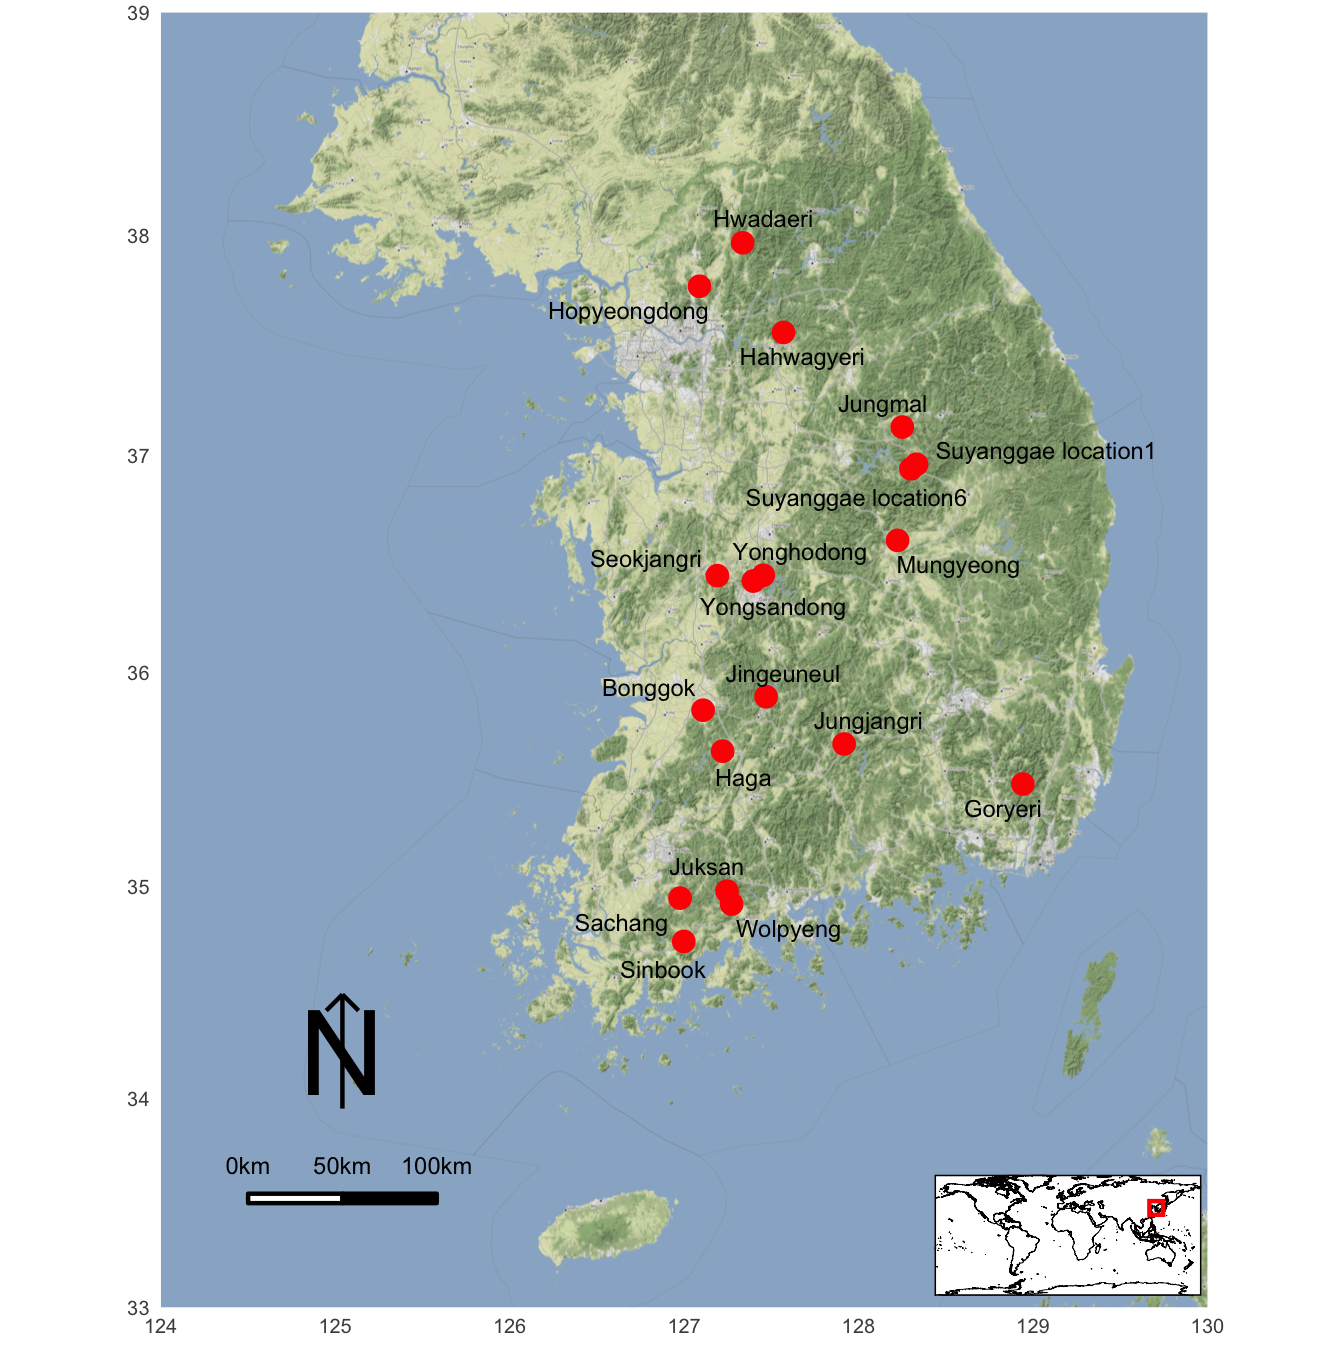 39
38
37
36
35
34
33
124
125
126
127
128
129
130
Hwadaeri
Hopyeongdong
Hahwagyeri
Jungmal
Suyanggae location1
Suyanggae location6
Yonghodong
Seokjangri
Mungyeong
Yongsandong
Jingeuneul
Bonggok
Jungjangri
Haga
Goryeri
Juksan
Sachang
Wolpyeng
Sinbook
N
0km 50km 100km